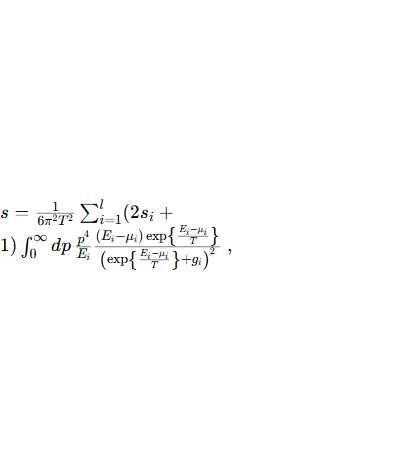 $s = \frac{1}{6\pi^2 T^2} \sum_{i=1}^{l} (2s_i +$
$1) \int_0^\infty dp \, \frac{p^4}{E_i} \frac{(E_i - \mu_i) \exp\left\{\frac{E_i - \mu_i}{T}\right\}}{\left(\exp\left\{\frac{E_i - \mu_i}{T}\right\} + g_i\right)^2} \ ,$